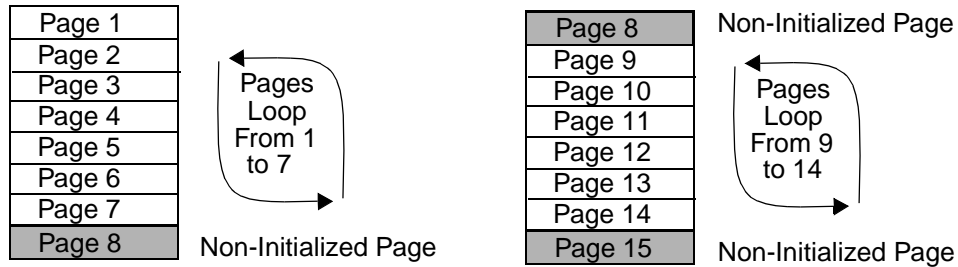 Page 1
Page 2
Page 3
Page 4
Page 5
Page 6
Page 7
Page 8
Pages
Loop
From 1
to 7
Non-Initialized Page
Page 8
Page 9
Page 10
Page 11
Page 12
Page 13
Page 14
Page 15
Non-Initialized Page
Pages
Loop
From 9
to 14
Non-Initialized Page